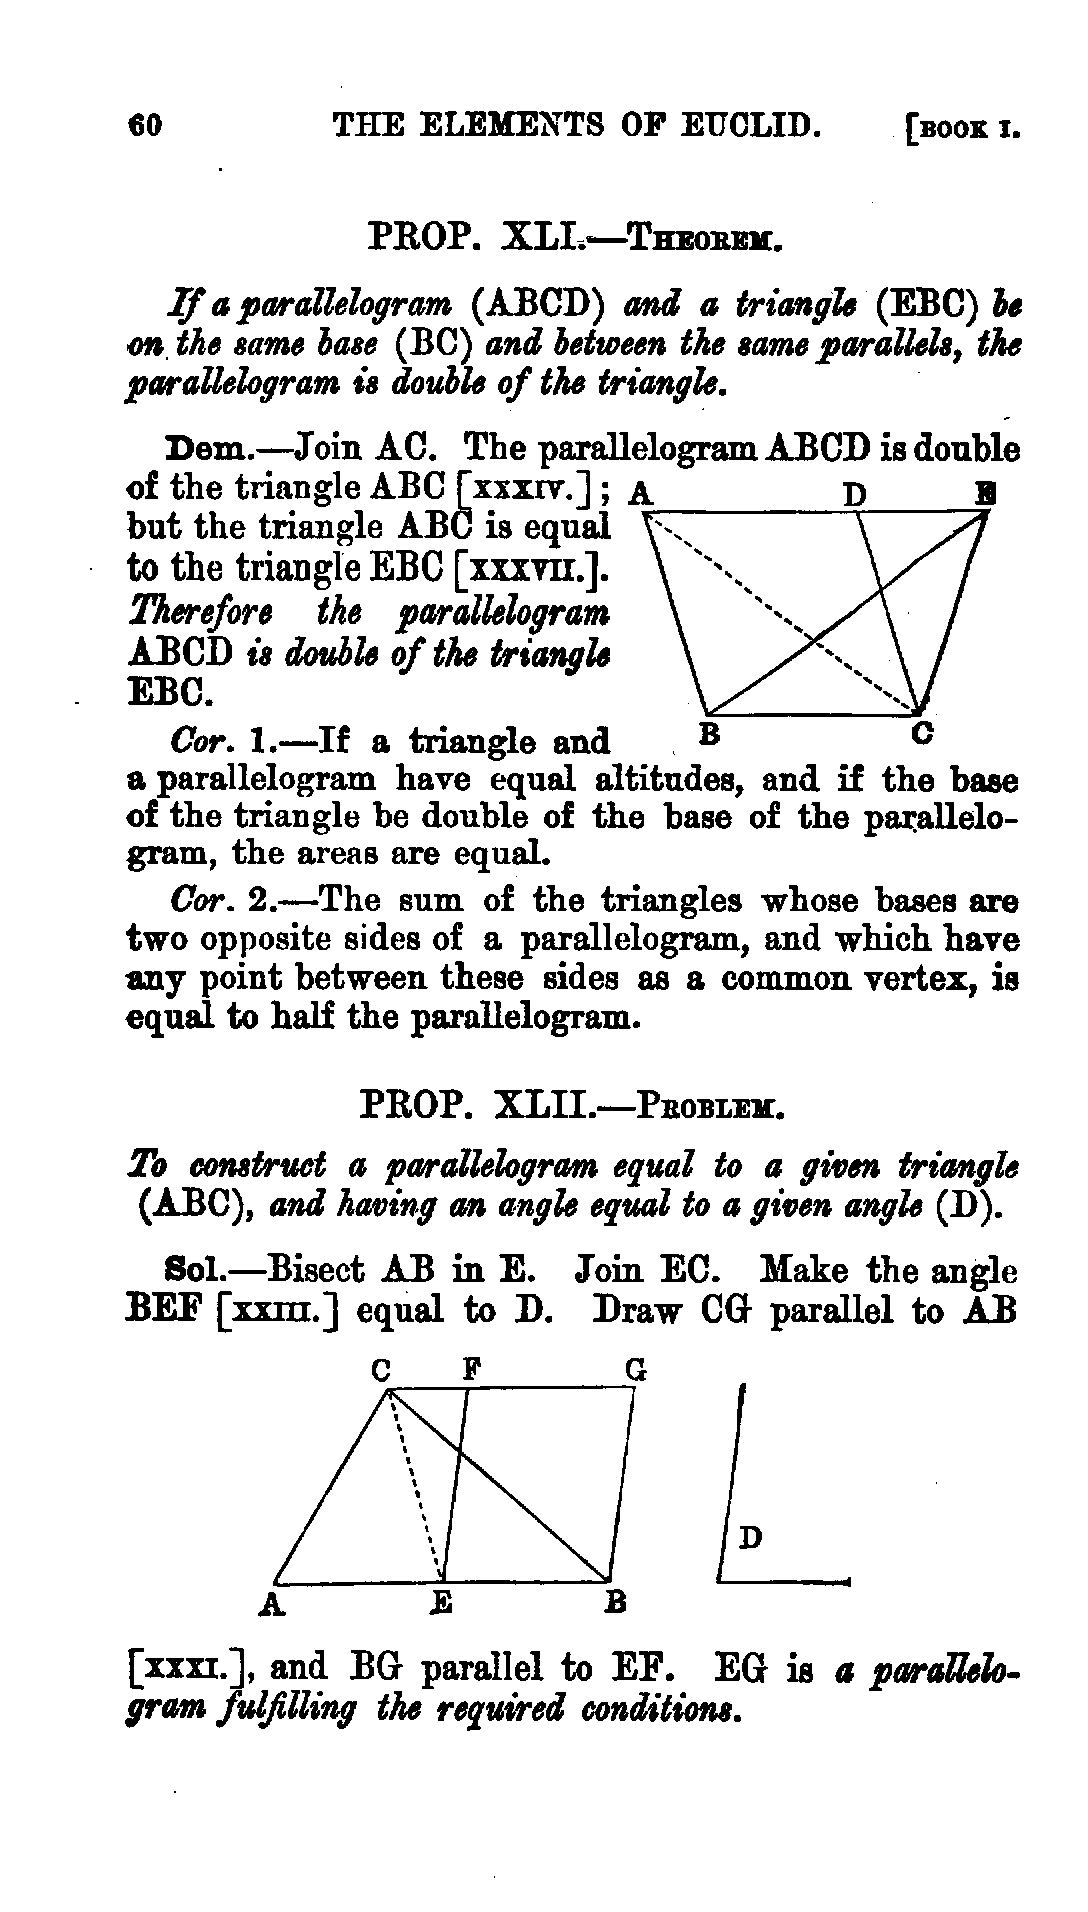 60 THE ELEMENTS OF EUCLID. [BOOK I.
PROP. XLI.—THEOREM.
If a parallelogram (ABCD) and a triangle (EBC) be
on the same base (BC) and between the same parallels, the
parallelogram is double of the triangle.
Dem.—Join AC. The parallelogram ABCD is double
of the triangle ABC [XXXIV.];
but the triangle ABC is equal
to the triangle EBC [XXXVII.].
Therefore the parallelogram
ABCD is double of the triangle
EBC.
A D E
B C
Cor. 1.—If a triangle and
a parallelogram have equal altitudes, and if the base
of the triangle be double of the base of the parallelo-
gram, the areas are equal.
Cor. 2.—The sum of the triangles whose bases are
two opposite sides of a parallelogram, and which have
any point between these sides as a common vertex, is
equal to half the parallelogram.
PROP. XLII.—PROBLEM.
To construct a parallelogram equal to a given triangle
(ABC), and having an angle equal to a given angle (D).
Sol.—Bisect AB in E. Join EC. Make the angle
BEF [XXIII.] equal to D. Draw CG parallel to AB
C F G
D
A E B
[XXXI.], and BG parallel to EF. EG is a parallelo-
gram fulfilling the required conditions.